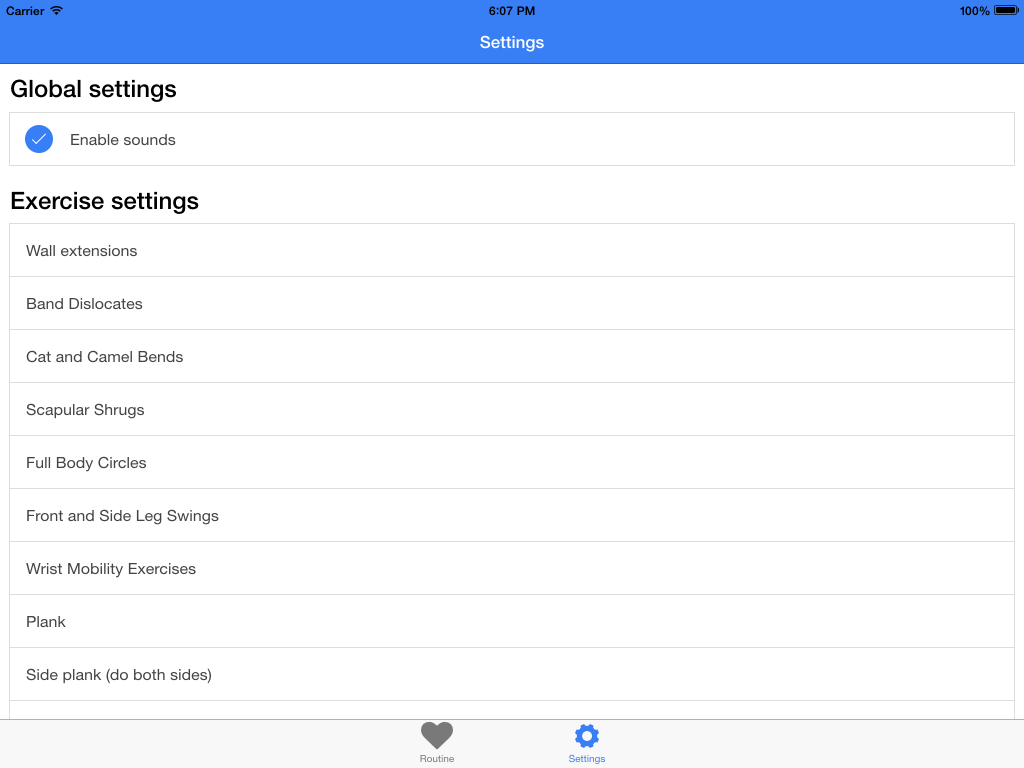 Carrier 6:07 PM 100%
Settings
Global settings
Enable sounds
Exercise settings
Wall extensions
Band Dislocates
Cat and Camel Bends
Scapular Shrugs
Full Body Circles
Front and Side Leg Swings
Wrist Mobility Exercises
Plank
Side plank (do both sides)
Routine Settings